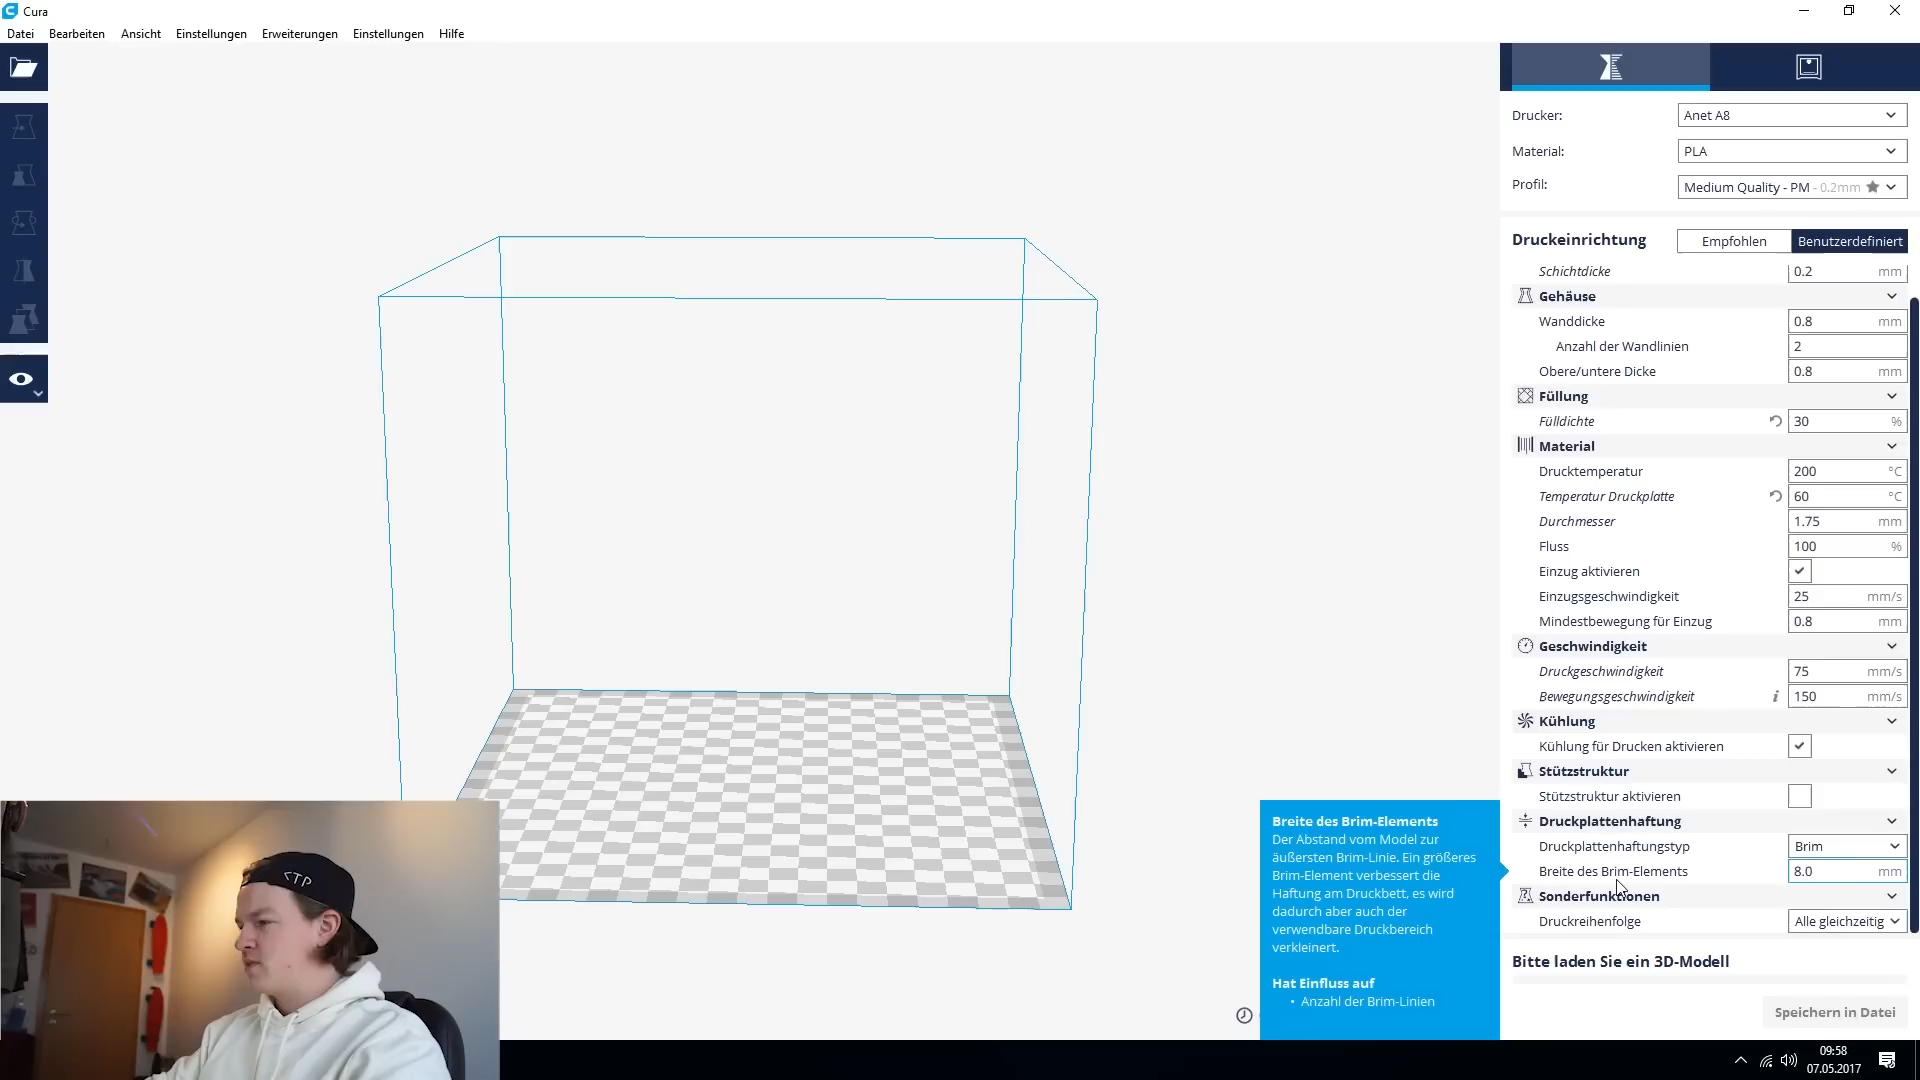 Cura
Datei Bearbeiten Ansicht Einstellungen Erweiterungen Einstellungen Hilfe
Drucker: Anet A8
Material: PLA
Profil: Medium Quality - PM - 0.2mm
Druckeinrichtung Empfohlen Benutzerdefiniert
Schichtdicke 0.2 mm
Gehäuse
Wanddicke 0.8 mm
Anzahl der Wandlinien 2
Obere/untere Dicke 0.8 mm
Füllung
Fülldichte 30 %
Material
Drucktemperatur 200 °C
Temperatur Druckplatte 60 °C
Durchmesser 1.75 mm
Fluss 100 %
Einzug aktivieren
Einzugsgeschwindigkeit 25 mm/s
Mindestbewegung für Einzug 0.8 mm
Geschwindigkeit
Druckgeschwindigkeit 75 mm/s
Bewegungsgeschwindigkeit i 150 mm/s
Kühlung
Kühlung für Drucken aktivieren
Stützstruktur
Stützstruktur aktivieren
Druckplattenhaftung
Druckplattenhaftungstyp Brim
Breite des Brim-Elements 8.0 mm
Sonderfunktionen
Druckreihenfolge Alle gleichzeitig
Breite des Brim-Elements
Der Abstand vom Model zur
äußersten Brim-Linie. Ein größeres
Brim-Element verbessert die
Haftung am Druckbett, es wird
dadurch aber auch der
verwendbare Druckbereich
verkleinert.
Hat Einfluss auf
• Anzahl der Brim-Linien
Bitte laden Sie ein 3D-Modell
Speichern in Datei
CTP
09:58
07.05.2017